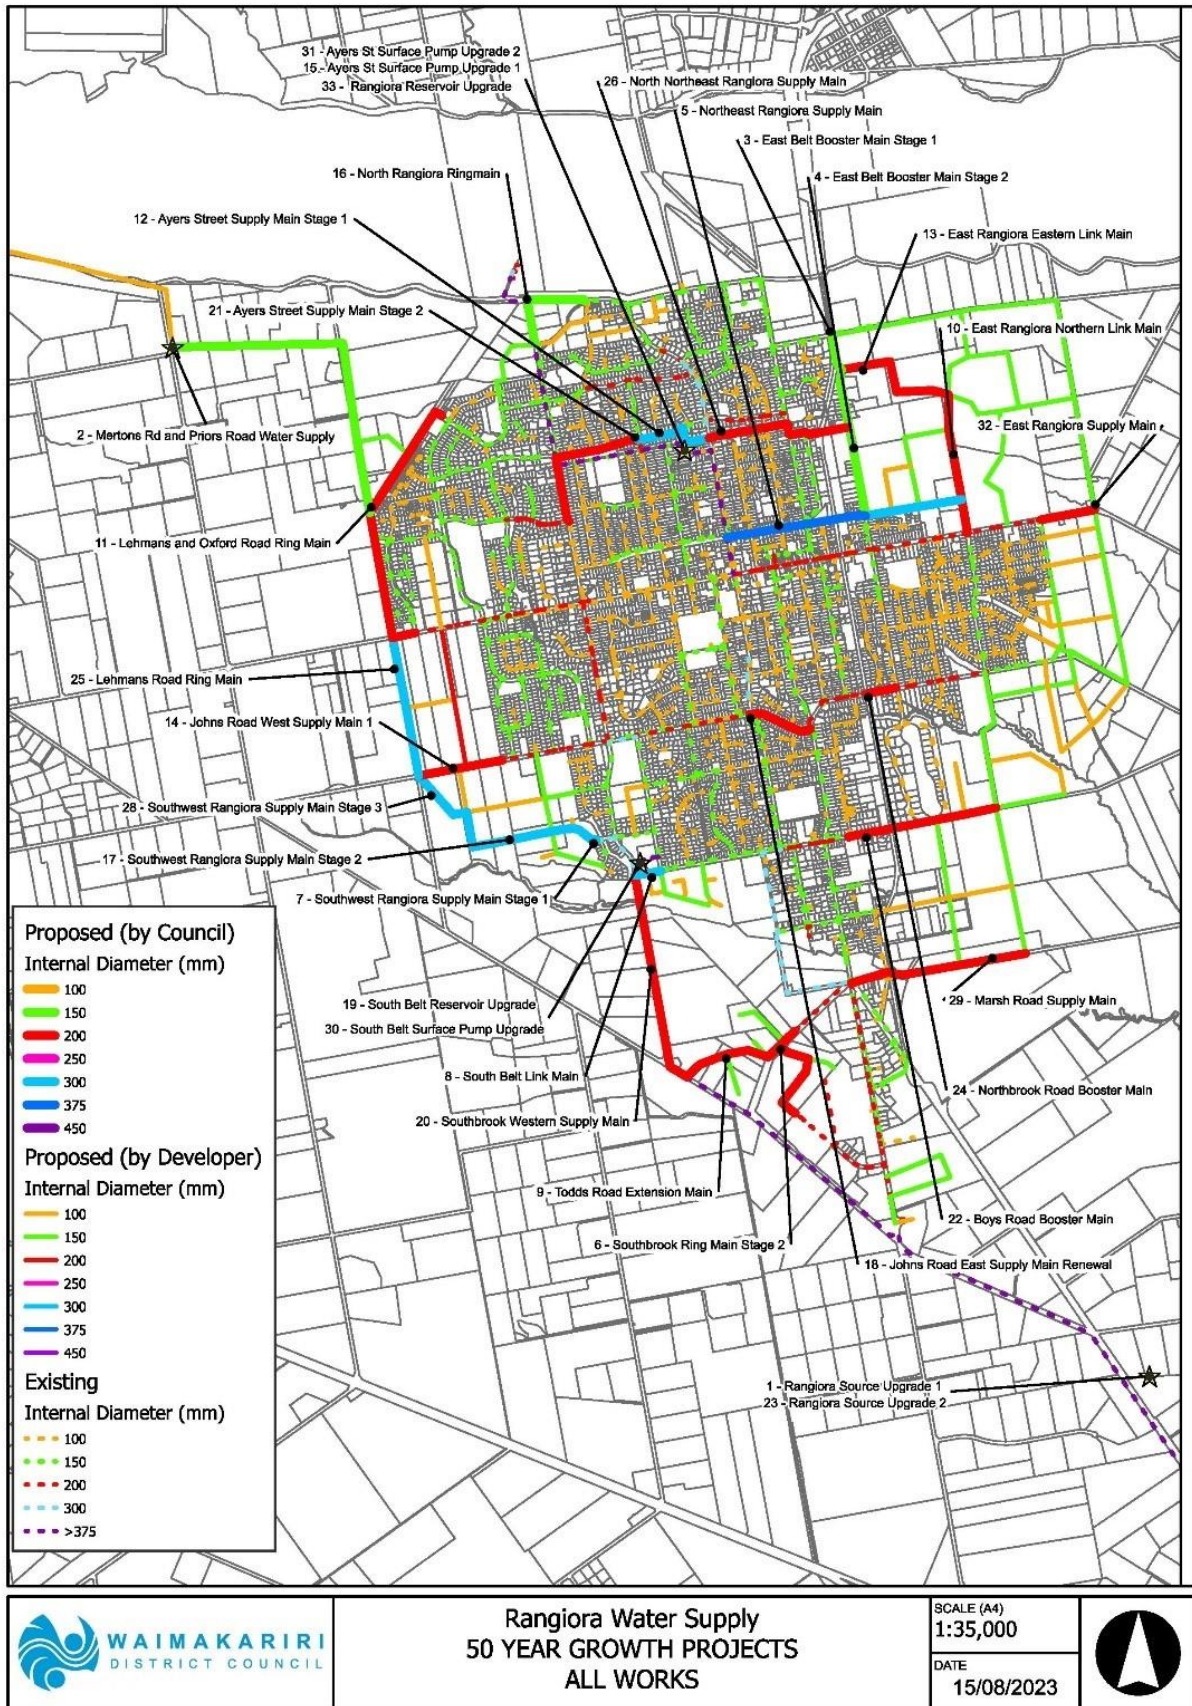 31 - Ayers St Surface Pump Upgrade 2
15 - Ayers St Surface Pump Upgrade 1
33 - Rangiora Reservoir Upgrade
26 - North Northeast Rangiora Supply Main
5 - Northeast Rangiora Supply Main
3 - East Belt Booster Main Stage 1
4 - East Belt Booster Main Stage 2
16 - North Rangiora Ringmain
12 - Ayers Street Supply Main Stage 1
13 - East Rangiora Eastern Link Main
21 - Ayers Street Supply Main Stage 2
10 - East Rangiora Northern Link Main
2 - Mertons Rd and Priors Road Water Supply
32 - East Rangiora Supply Main
11 - Lehmans and Oxford Road Ring Main
25 - Lehmans Road Ring Main
14 - Johns Road West Supply Main 1
28 - Southwest Rangiora Supply Main Stage 3
17 - Southwest Rangiora Supply Main Stage 2
7 - Southwest Rangiora Supply Main Stage 1
19 - South Belt Reservoir Upgrade
30 - South Belt Surface Pump Upgrade
29 - Marsh Road Supply Main
8 - South Belt Link Main
24 - Northbrook Road Booster Main
20 - Southbrook Western Supply Main
9 - Todds Road Extension Main
22 - Boys Road Booster Main
6 - Southbrook Ring Main Stage 2
18 - Johns Road East Supply Main Renewal
1 - Rangiora Source Upgrade 1
23 - Rangiora Source Upgrade 2
Proposed (by Council)
Internal Diameter (mm)
100
150
200
250
300
375
450
Proposed (by Developer)
Internal Diameter (mm)
100
150
200
250
300
375
450
Existing
Internal Diameter (mm)
100
150
200
300
>375
WAIMAKARIRI
DISTRICT COUNCIL
Rangiora Water Supply
50 YEAR GROWTH PROJECTS
ALL WORKS
SCALE (A4)
1:35,000
DATE
15/08/2023